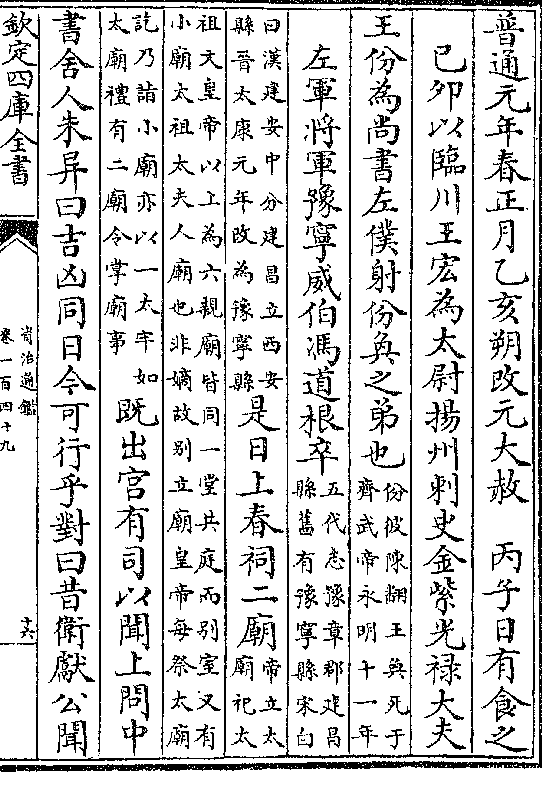 普通元年春正月乙亥朔改元大赦　丙子日有食之
己卯以臨川王宏為太尉揚州刺史金紫光禄大夫
王份為尚書左僕射份奐之弟也
份彼陳翻王奐死于
齊武帝永明十一年
左軍將軍豫寧威伯馮道根卒
五代志豫章郡建昌
縣舊有豫寧縣宋白
曰漢建安中分建昌立西安
縣晉太康元年改為豫寧縣
是日上春祠二廟
帝立太
廟祀太
祖文皇帝以上為六親廟皆同一堂共庭而别室又有
小廟太祖太夫人廟也非嫡故别立廟皇帝每祭太廟
訖乃詣小廟亦以一太牢如
太廟禮有二廟令掌廟事
既出宫有司以聞上問中
書舍人朱异曰吉凶同日今可行乎對曰昔衛獻公聞
欽定四庫全書
資治通鑑
卷一百四十九
十六